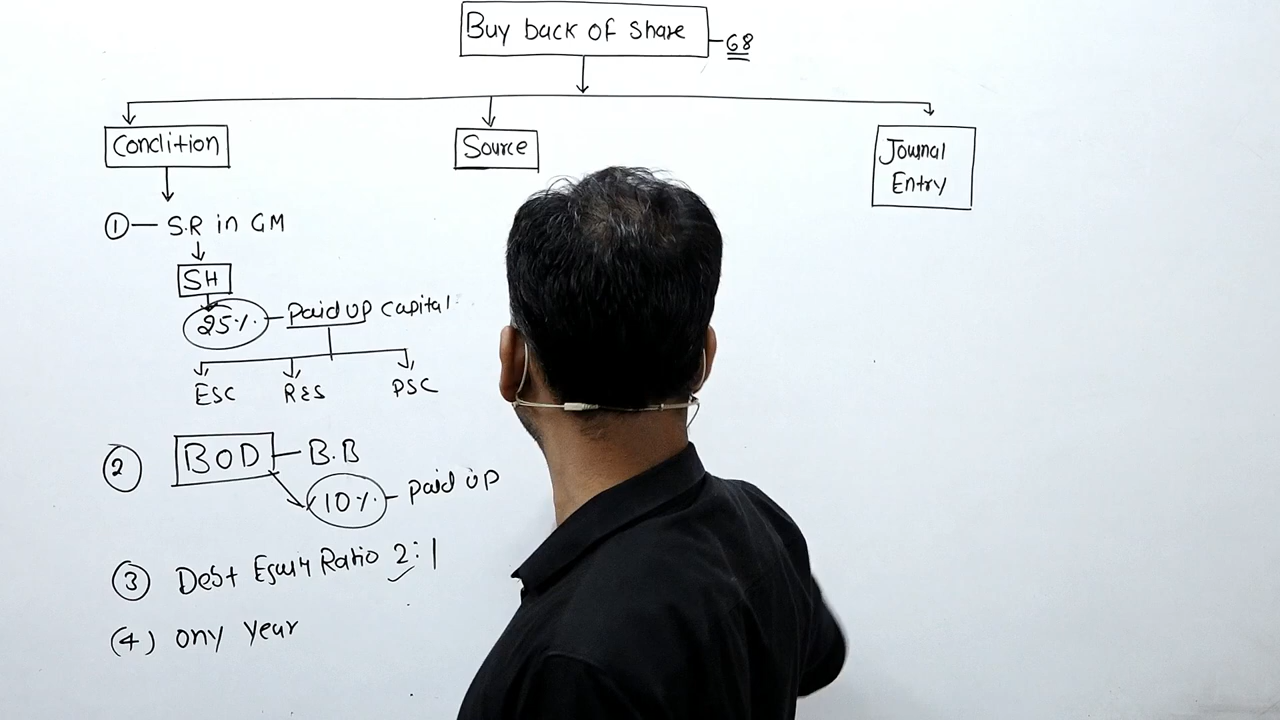 Buy back of share
68
Condition
Source
Journal
Entry
① S.R in GM
SH
25% Paid up capital
ESC R&S PSC
② BOD B.B
10% Paid up
③ Debt Equity Ratio 2:1
(4) Ony year